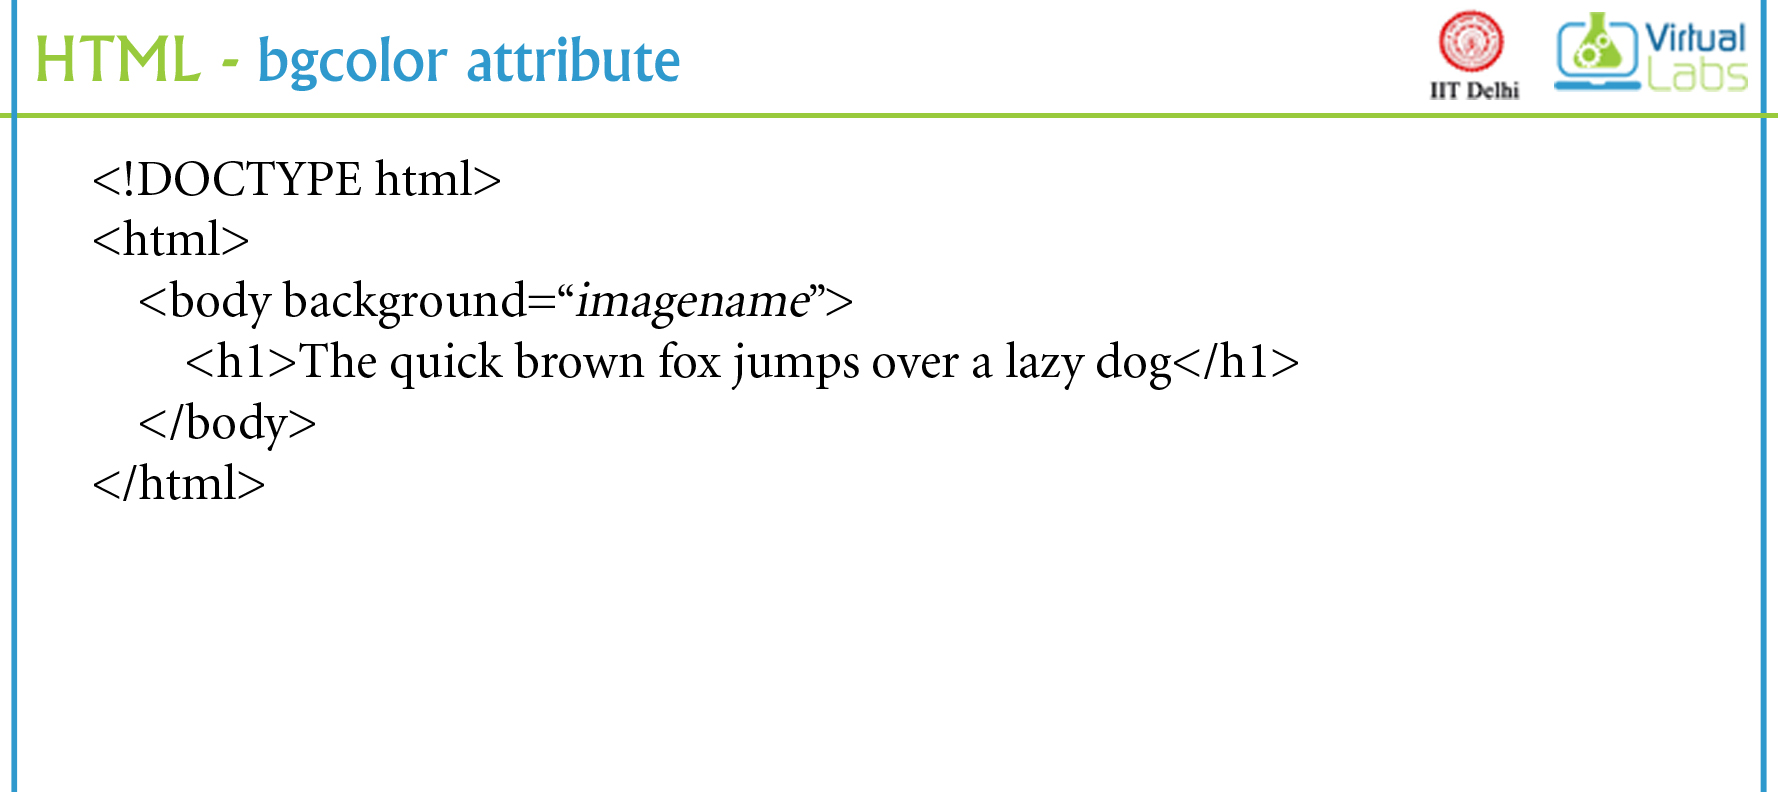 HTML - bgcolor attribute
IIT Delhi
Virtual
Labs
<!DOCTYPE html>
<html>
<body background=“imagename”>
<h1>The quick brown fox jumps over a lazy dog</h1>
</body>
</html>